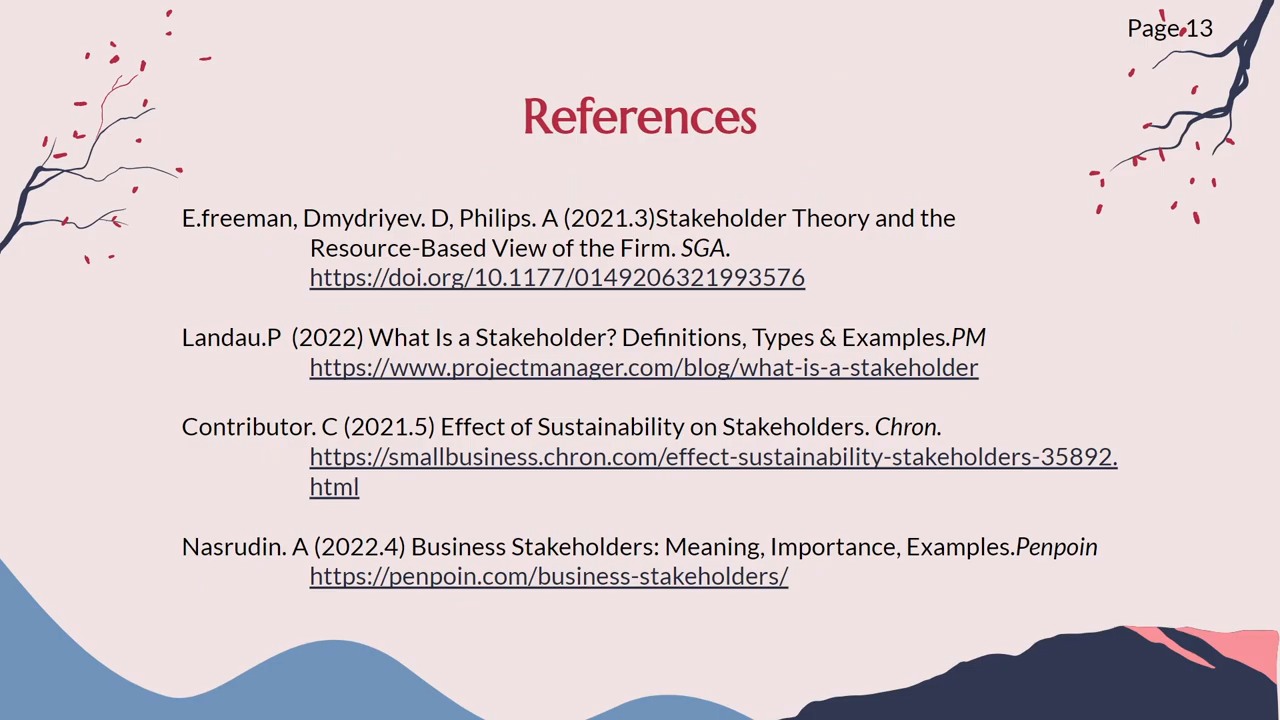 Page 13
References
E.freeman, Dmydriyev. D, Philips. A (2021.3)Stakeholder Theory and the
Resource-Based View of the Firm. SGA.
https://doi.org/10.1177/0149206321993576
Landau.P (2022) What Is a Stakeholder? Definitions, Types & Examples.PM
https://www.projectmanager.com/blog/what-is-a-stakeholder
Contributor. C (2021.5) Effect of Sustainability on Stakeholders. Chron.
https://smallbusiness.chron.com/effect-sustainability-stakeholders-35892.
html
Nasrudin. A (2022.4) Business Stakeholders: Meaning, Importance, Examples.Penpoin
https://penpoin.com/business-stakeholders/